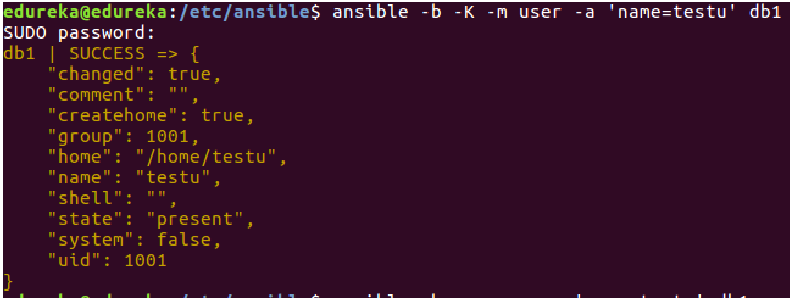 edureka@edureka:/etc/ansible$ ansible -b -K -m user -a 'name=testu' db1
SUDO password:
db1 | SUCCESS => {
    "changed": true,
    "comment": "",
    "createhome": true,
    "group": 1001,
    "home": "/home/testu",
    "name": "testu",
    "shell": "",
    "state": "present",
    "system": false,
    "uid": 1001
}